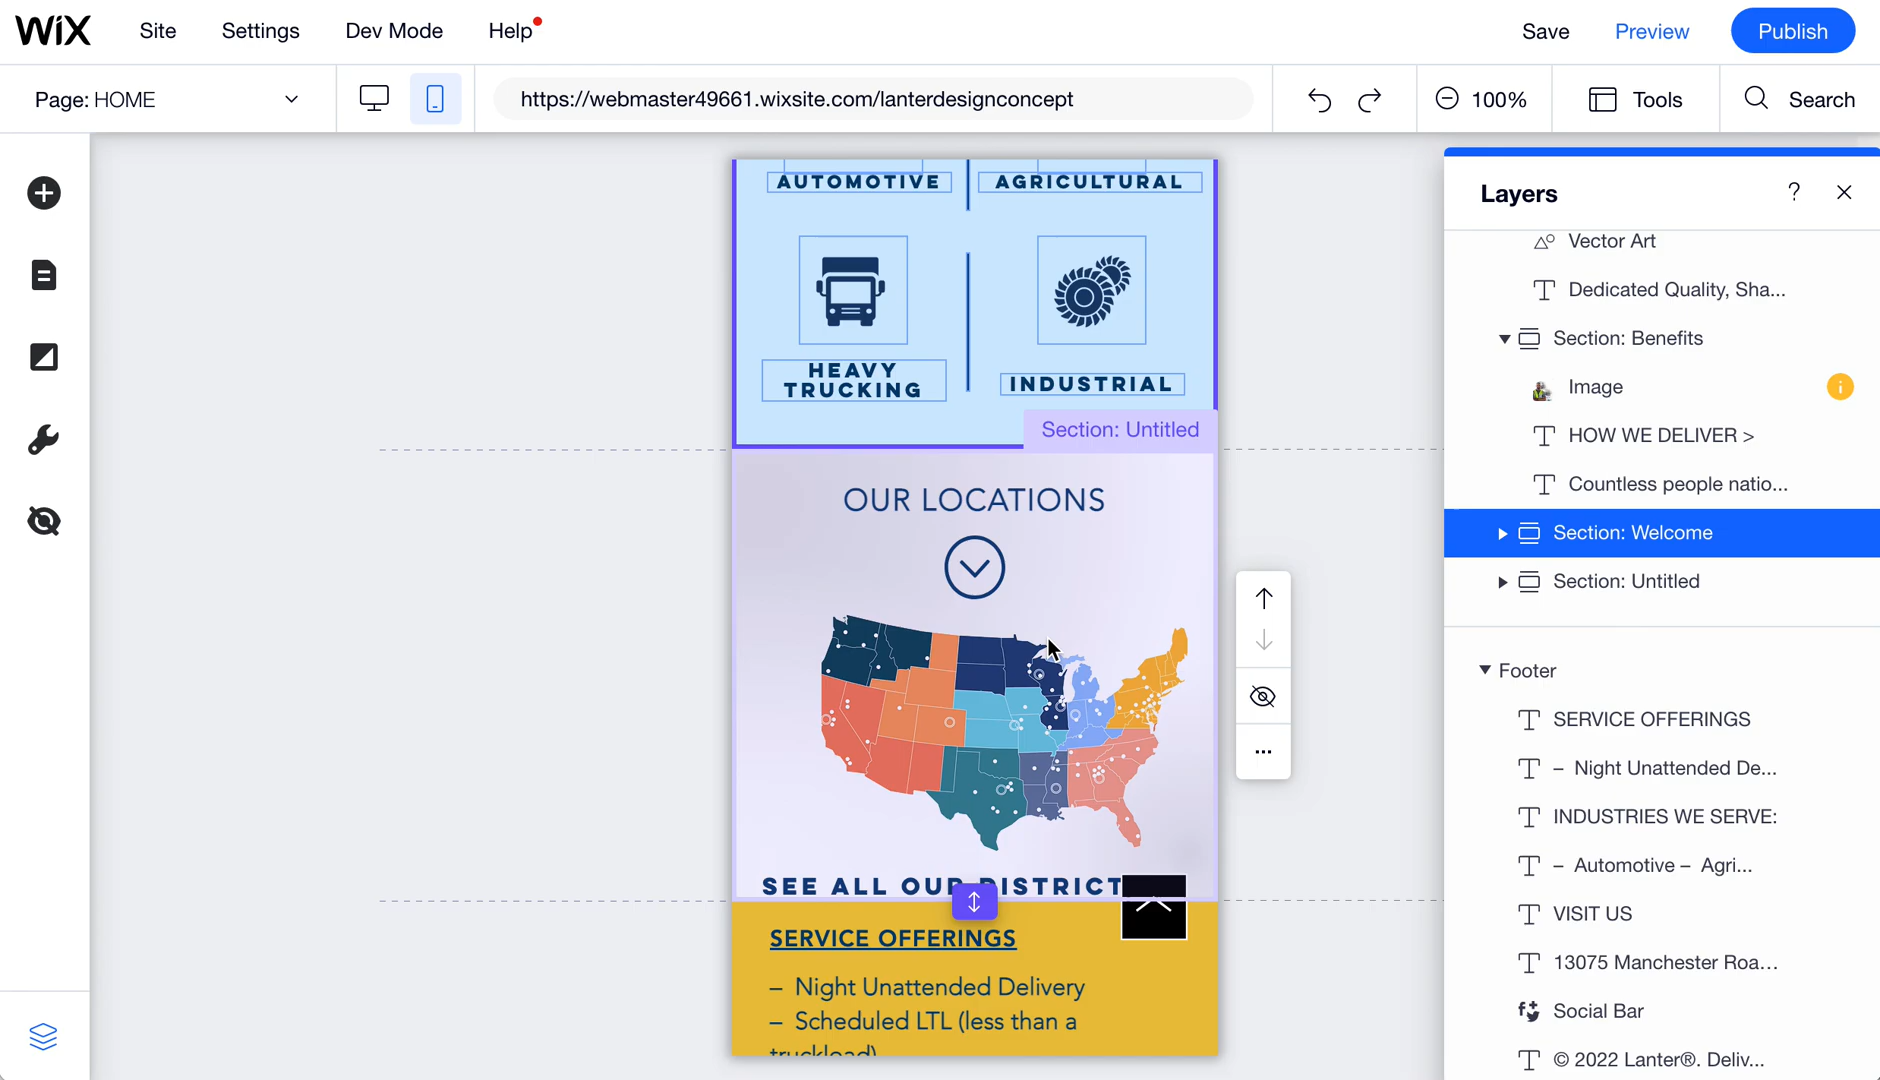 WiX
Site
Settings
Dev Mode
Help
Save
Preview
Publish
Page: HOME
https://webmaster49661.wixsite.com/lanterdesignconcept
100%
Tools
Search
AUTOMOTIVE
AGRICULTURAL
HEAVY
TRUCKING
INDUSTRIAL
Section: Untitled
OUR LOCATIONS
SEE ALL OUR DISTRICT
SERVICE OFFERINGS
– Night Unattended Delivery
– Scheduled LTL (less than a
truckload)
Layers
?
Vector Art
Dedicated Quality, Sha...
Section: Benefits
Image
HOW WE DELIVER >
Countless people natio...
Section: Welcome
Section: Untitled
Footer
SERVICE OFFERINGS
– Night Unattended De...
INDUSTRIES WE SERVE:
– Automotive – Agri...
VISIT US
13075 Manchester Roa...
Social Bar
© 2022 Lanter®. Deliv...